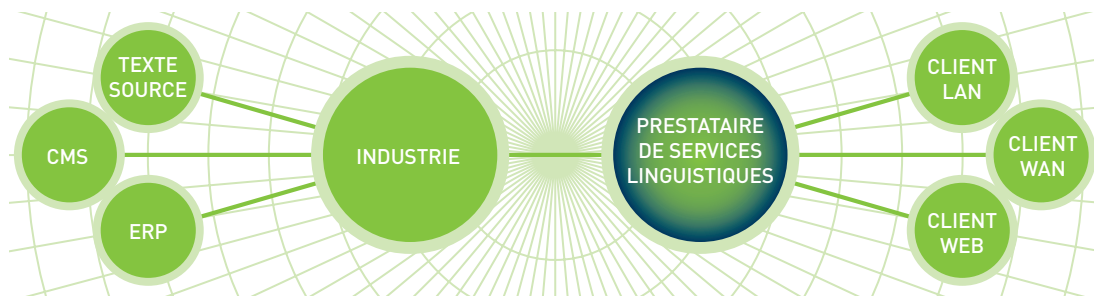 TEXTE
SOURCE
CMS
ERP
INDUSTRIE
PRESTATAIRE
DE SERVICES
LINGUISTIQUES
CLIENT
LAN
CLIENT
WAN
CLIENT
WEB